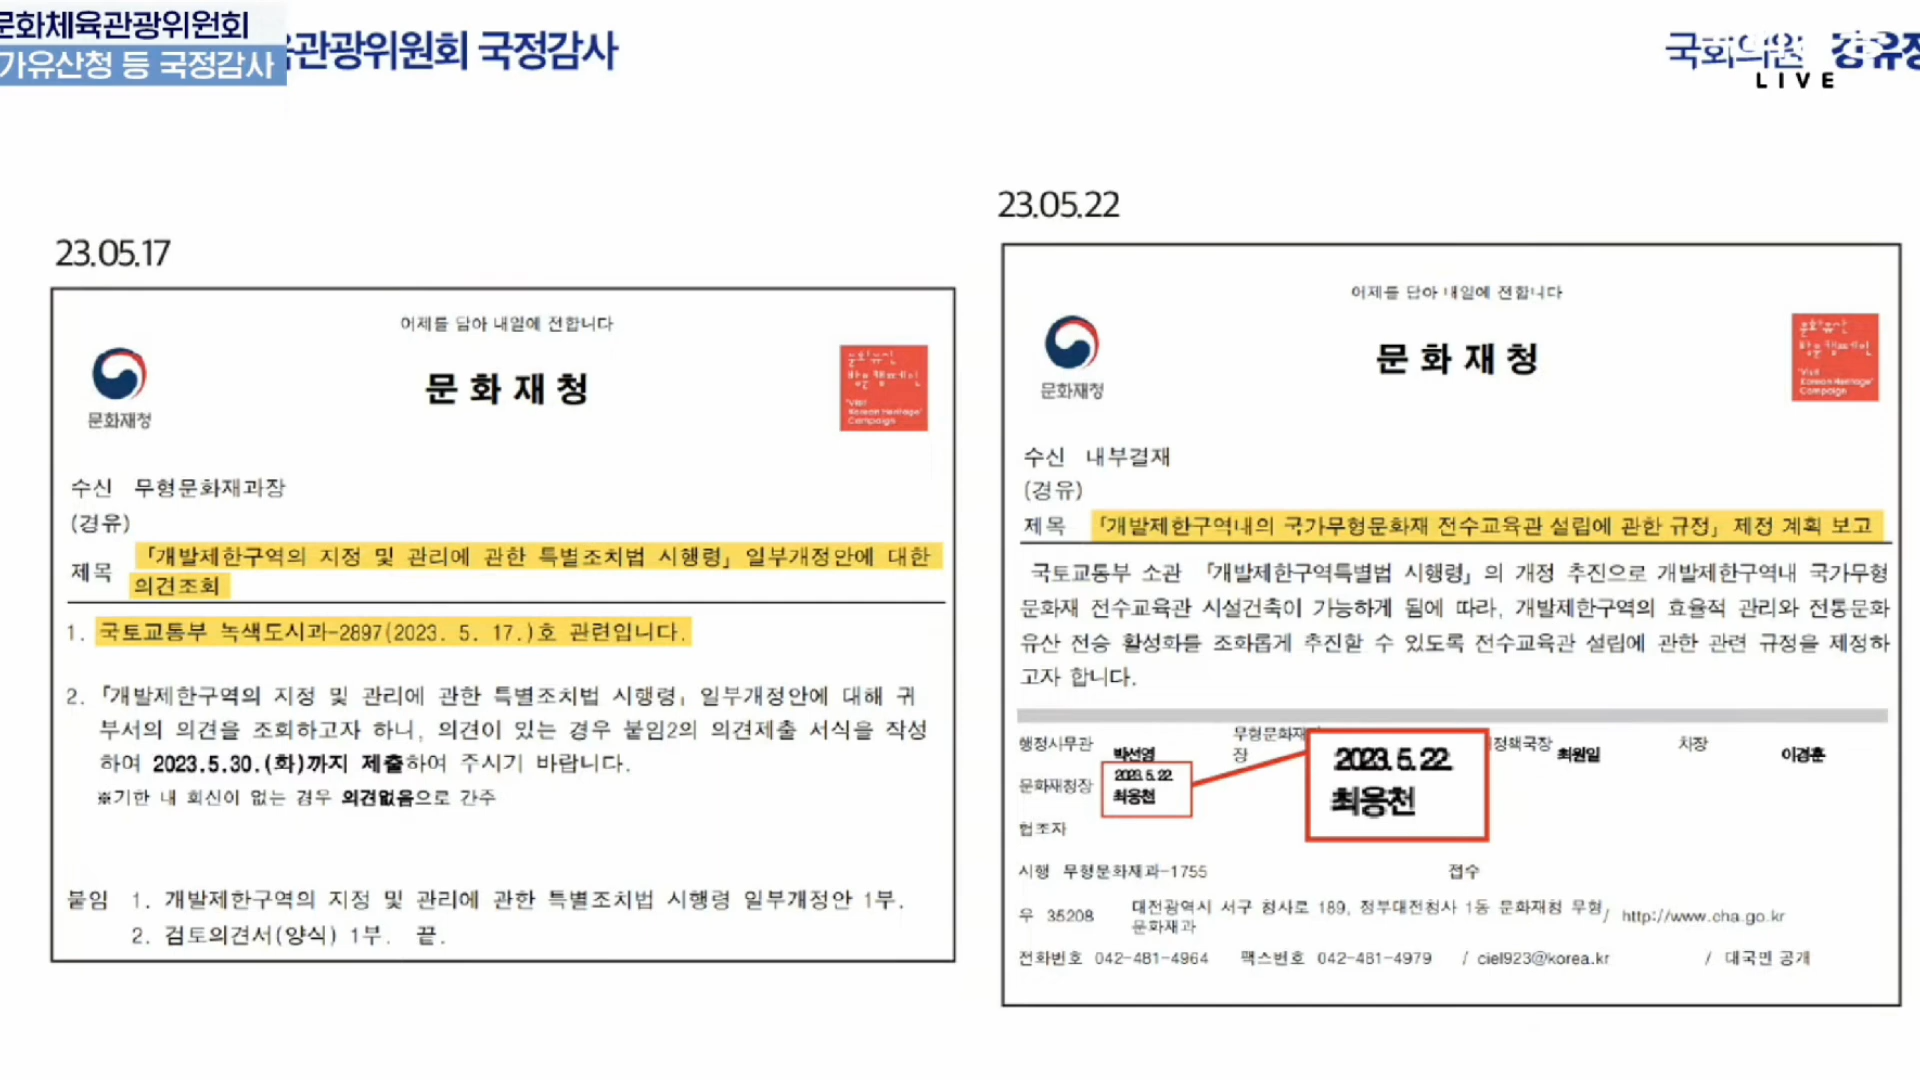 문화체육관광위원회
가유산청 등 국정감사
관광위원회 국정감사
국회의원
LIVE
23.05.17
어제를 담아 내일에 전합니다
문화재청
문화재청
"Visit
Korean Heritage"
Campaign
수신 무형문화재과장
(경유)
제목 「개발제한구역의 지정 및 관리에 관한 특별조치법 시행령」 일부개정안에 대한
의견조회
1. 국토교통부 녹색도시과-2897(2023. 5. 17.)호 관련입니다.
2. 「개발제한구역의 지정 및 관리에 관한 특별조치법 시행령」 일부개정안에 대해 귀
부서의 의견을 조회하고자 하니, 의견이 있는 경우 붙임2의 의견제출 서식을 작성
하여 2023.5.30.(화)까지 제출하여 주시기 바랍니다.
※기한 내 회신이 없는 경우 의견없음으로 간주
붙임 1. 개발제한구역의 지정 및 관리에 관한 특별조치법 시행령 일부개정안 1부.
2. 검토의견서(양식) 1부. 끝.
23.05.22
어제를 담아 내일에 전합니다
문화재청
문화재청
"Visit
Korean Heritage"
Campaign
수신 내부결재
(경유)
제목 「개발제한구역내의 국가무형문화재 전수교육관 설립에 관한 규정」 제정 계획 보고
국토교통부 소관 「개발제한구역특별법 시행령」의 개정 추진으로 개발제한구역내 국가무형
문화재 전수교육관 시설건축이 가능하게 됨에 따라, 개발제한구역의 효율적 관리와 전통문화
유산 전승 활성화를 조화롭게 추진할 수 있도록 전수교육관 설립에 관한 관련 규정을 제정하
고자 합니다.
행정사무관 박선영 무형문화재
장 정책국장 최원일 차장 이경훈
문화재청장 2023. 5. 22.
최응천
2023. 5. 22.
최응천
협조자
시행 무형문화재과-1755 접수
우 35208 대전광역시 서구 청사로 189, 정부대전청사 1동 문화재청 무형
문화재과 / http://www.cha.go.kr
전화번호 042-481-4964 팩스번호 042-481-4979 / ciel923@korea.kr / 대국민 공개